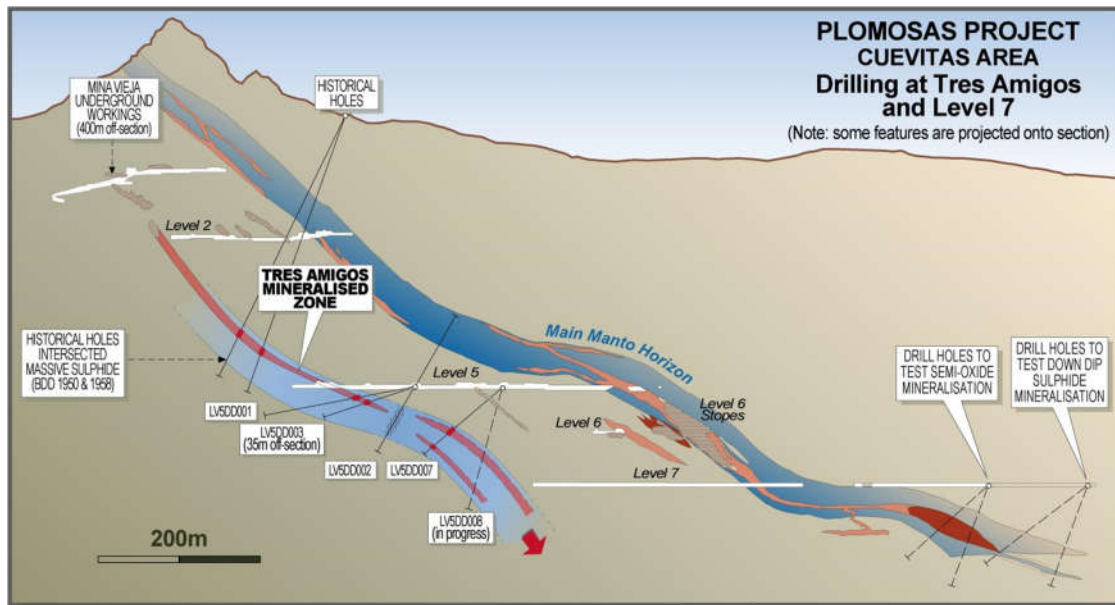 PLOMOSAS PROJECT
CUEVITAS AREA
Drilling at Tres Amigos
and Level 7
(Note: some features are projected onto section)
MINA VIEJA
UNDERGROUND
WORKINGS
(400m off-section)
HISTORICAL
HOLES
Level 2
TRES AMIGOS
MINERALISED
ZONE
HISTORICAL HOLES
INTERSECTED
MASSIVE SULPHIDE
(BDD 1950 & 1958)
Main Manto Horizon
DRILL HOLES TO
TEST SEMI-OXIDE
MINERALISATION
DRILL HOLES TO
TEST DOWN DIP
SULPHIDE
MINERALISATION
Level 5
LV5DD001
LV5DD003
(35m off-section)
LV5DD002
LV5DD007
LV5DD008
(in progress)
Level 6
Level 6
Stopes
Level 7
200m